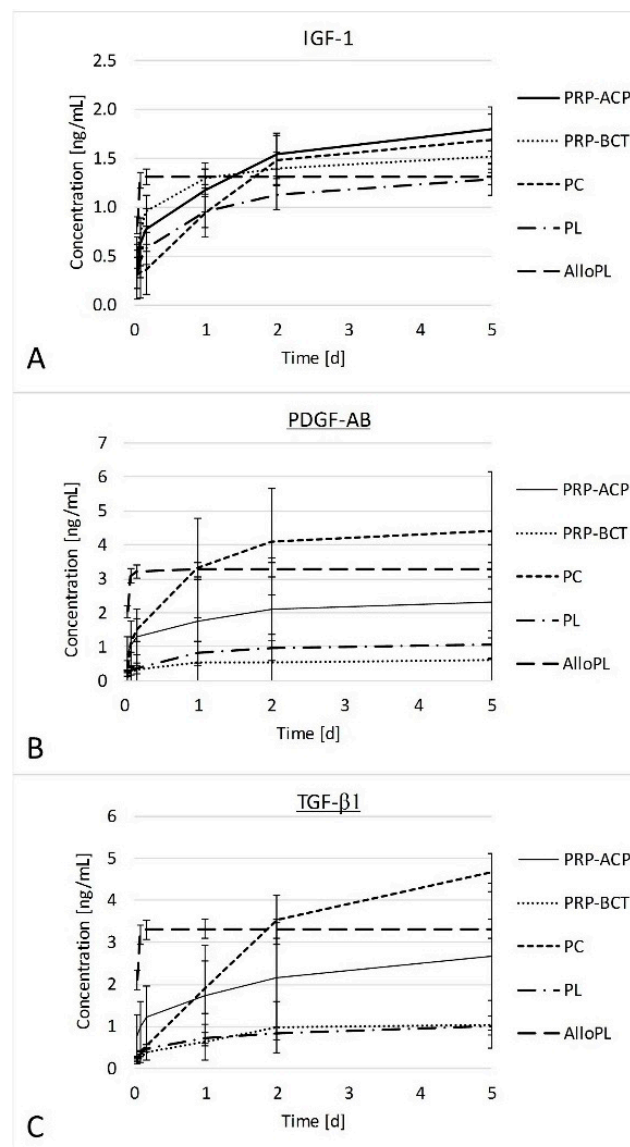 IGF-1
Concentration [ng/mL]
2.5
2.0
1.5
1.0
0.5
0.0
0 1 2 3 4 5
Time [d]
PRP-ACP
PRP-BCT
PC
PL
AlloPL
A
PDGF-AB
Concentration [ng/mL]
7
6
5
4
3
2
1
0
0 1 2 3 4 5
Time [d]
PRP-ACP
PRP-BCT
PC
PL
AlloPL
B
TGF-β1
Concentration [ng/mL]
6
5
4
3
2
1
0
0 1 2 3 4 5
Time [d]
PRP-ACP
PRP-BCT
PC
PL
AlloPL
C